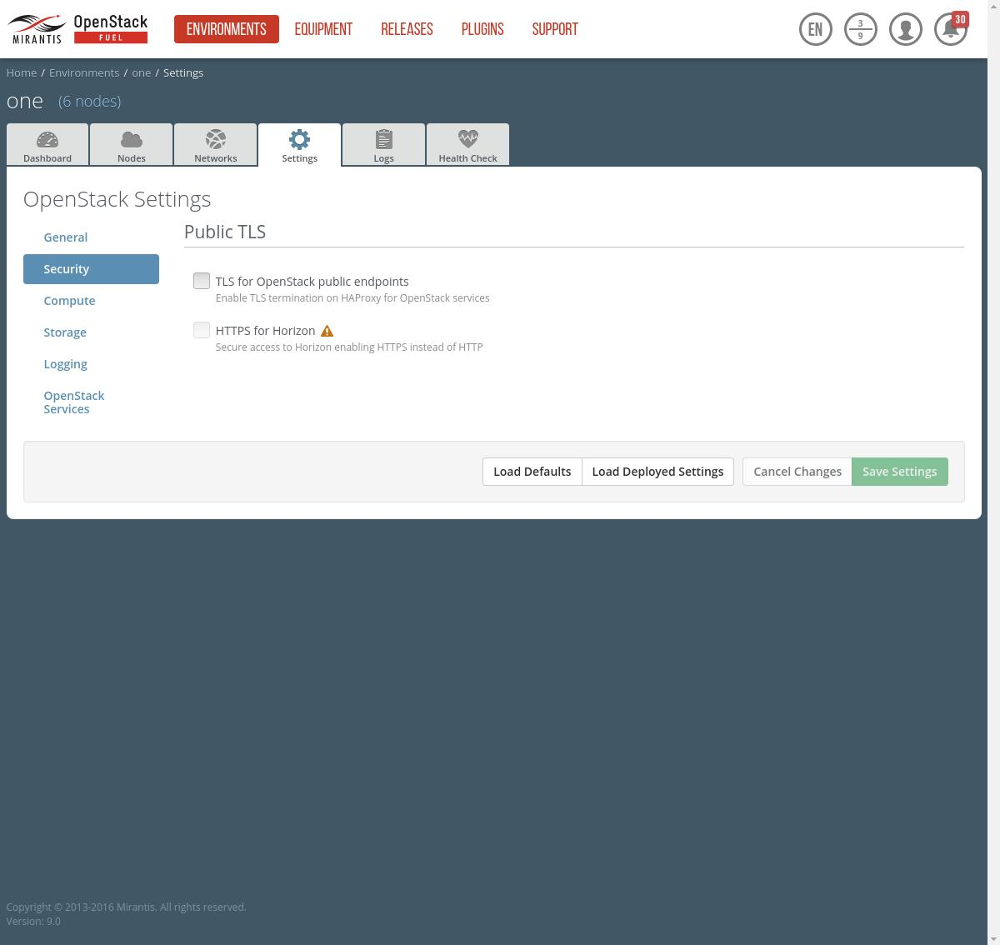 MIRANTIS
OpenStack
FUEL
ENVIRONMENTS EQUIPMENT RELEASES PLUGINS SUPPORT
EN
3
9
30
Home / Environments / one / Settings
one (6 nodes)
Dashboard Nodes Networks Settings Logs Health Check
OpenStack Settings
General
Security
Compute
Storage
Logging
OpenStack
Services
Public TLS
TLS for OpenStack public endpoints
Enable TLS termination on HAProxy for OpenStack services
HTTPS for Horizon
Secure access to Horizon enabling HTTPS instead of HTTP
Load Defaults Load Deployed Settings Cancel Changes Save Settings
Copyright © 2013-2016 Mirantis. All rights reserved.
Version: 9.0